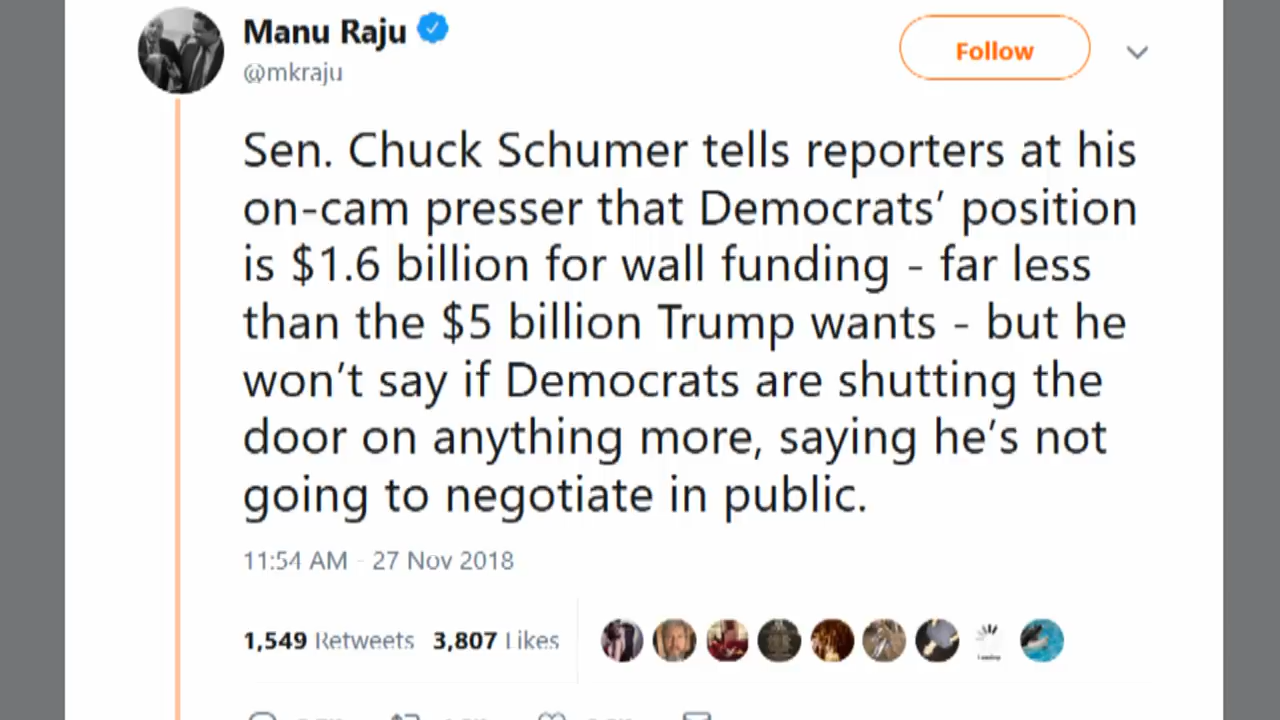 Manu Raju
@mkraju
Follow
Sen. Chuck Schumer tells reporters at his
on-cam presser that Democrats’ position
is $1.6 billion for wall funding - far less
than the $5 billion Trump wants - but he
won’t say if Democrats are shutting the
door on anything more, saying he’s not
going to negotiate in public.
11:54 AM - 27 Nov 2018
1,549 Retweets 3,807 Likes